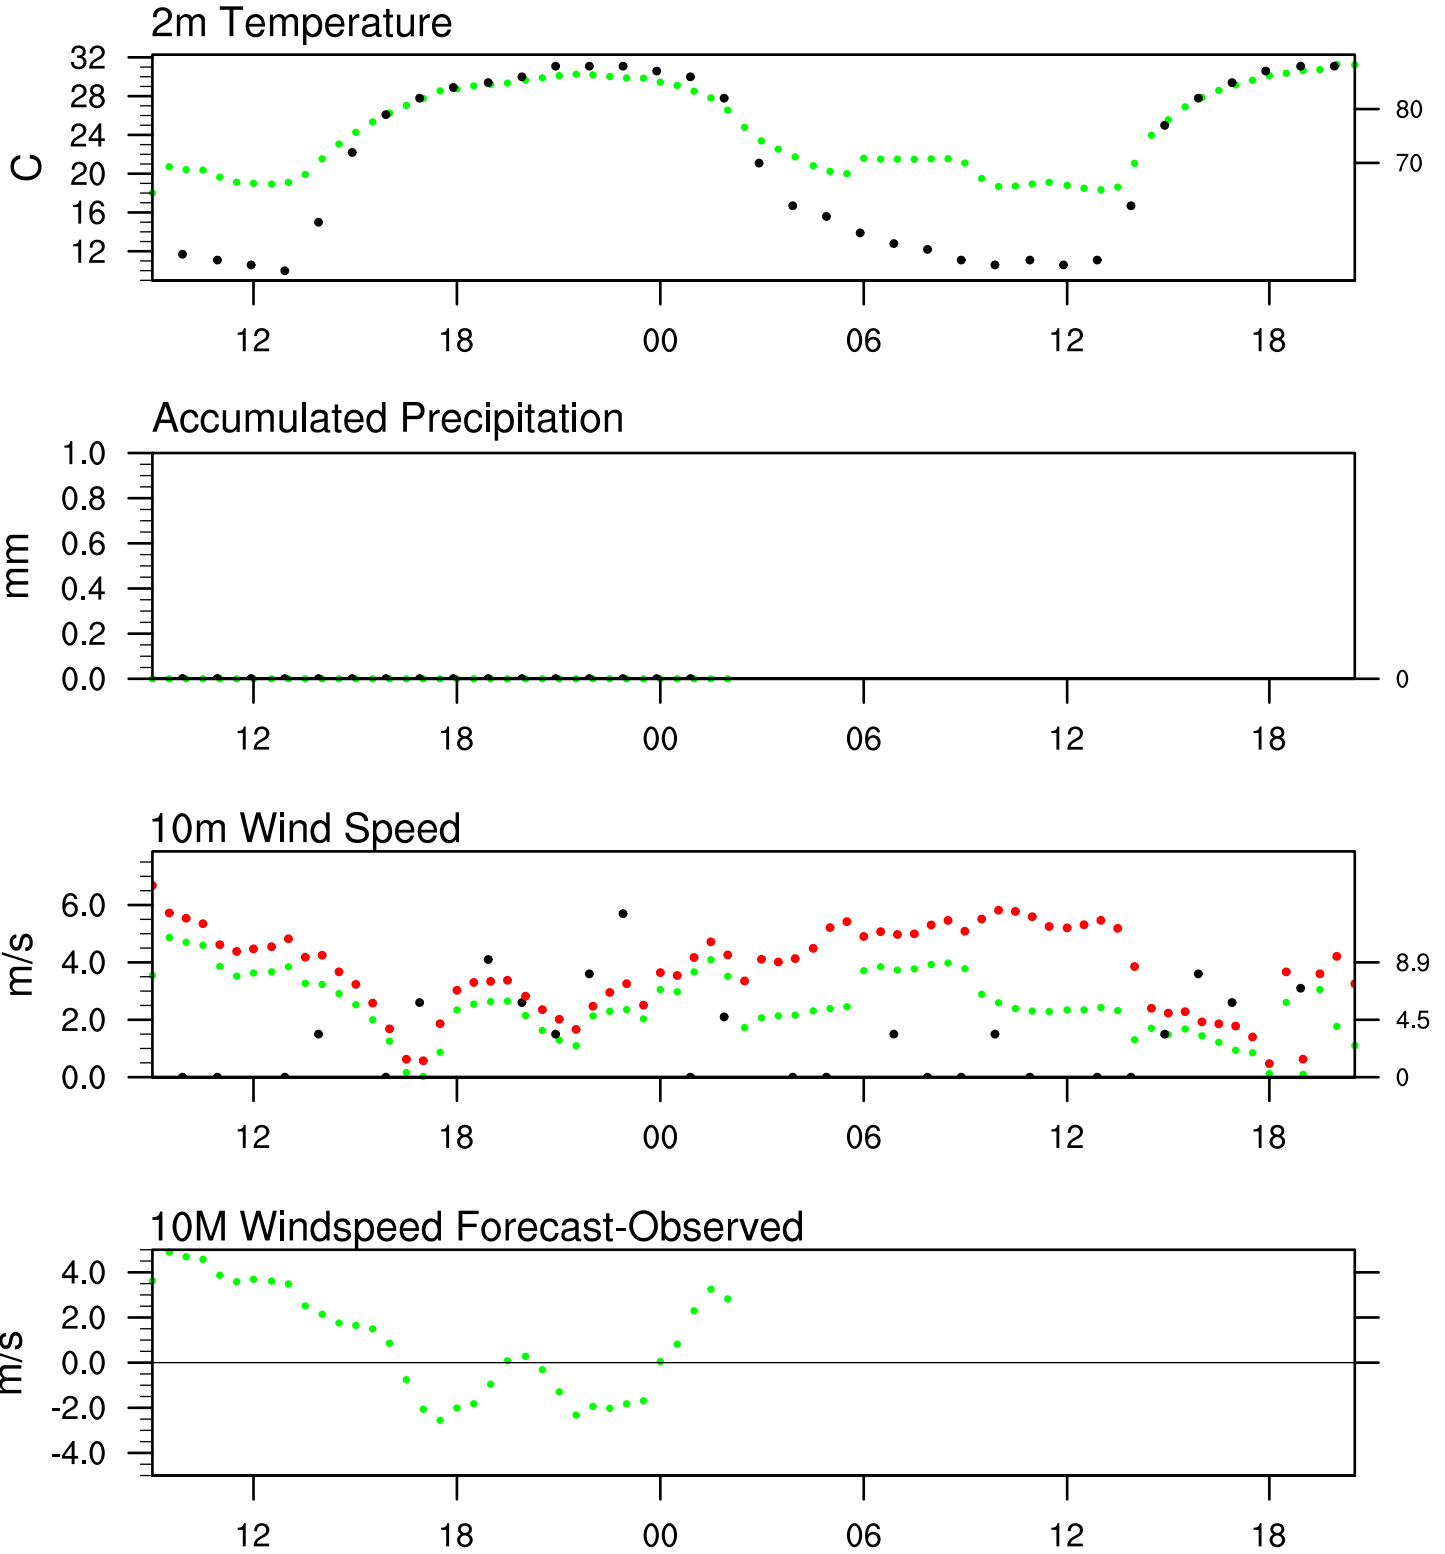 2m Temperature
32
28
24
20
16
12
C
80
70
12 18 00 06 12 18
Accumulated Precipitation
1.0
0.8
0.6
0.4
0.2
0.0
mm
0
12 18 00 06 12 18
10m Wind Speed
6.0
4.0
2.0
0.0
m/s
8.9
4.5
0
12 18 00 06 12 18
10M Windspeed Forecast-Observed
4.0
2.0
0.0
-2.0
-4.0
m/s
12 18 00 06 12 18